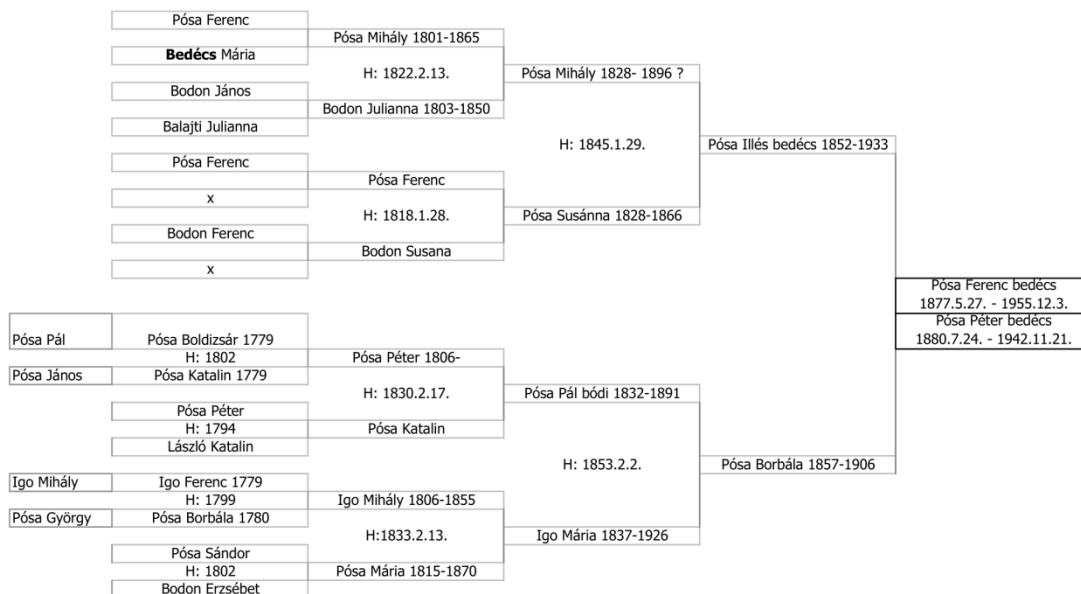 Pósa Ferenc
Pósa Mihály 1801-1865
Bedécs Mária
H: 1822.2.13.
Pósa Mihály 1828- 1896 ?
Bodon János
Bodon Julianna 1803-1850
Balajti Julianna
H: 1845.1.29.
Pósa Illés bedécs 1852-1933
Pósa Ferenc
Pósa Ferenc
x
H: 1818.1.28.
Pósa Susánna 1828-1866
Bodon Ferenc
Bodon Susana
x
Pósa Ferenc bedécs
1877.5.27. - 1955.12.3.
Pósa Péter bedécs
1880.7.24. - 1942.11.21.
Pósa Pál
Pósa Boldizsár 1779
H: 1802
Pósa Péter 1806-
Pósa János
Pósa Katalin 1779
H: 1830.2.17.
Pósa Pál bódi 1832-1891
Pósa Péter
H: 1794
Pósa Katalin
László Katalin
H: 1853.2.2.
Pósa Borbála 1857-1906
Igo Mihály
Igo Ferenc 1779
H: 1799
Igo Mihály 1806-1855
Pósa György
Pósa Borbála 1780
H:1833.2.13.
Igo Mária 1837-1926
Pósa Sándor
H: 1802
Pósa Mária 1815-1870
Bodon Erzsébet